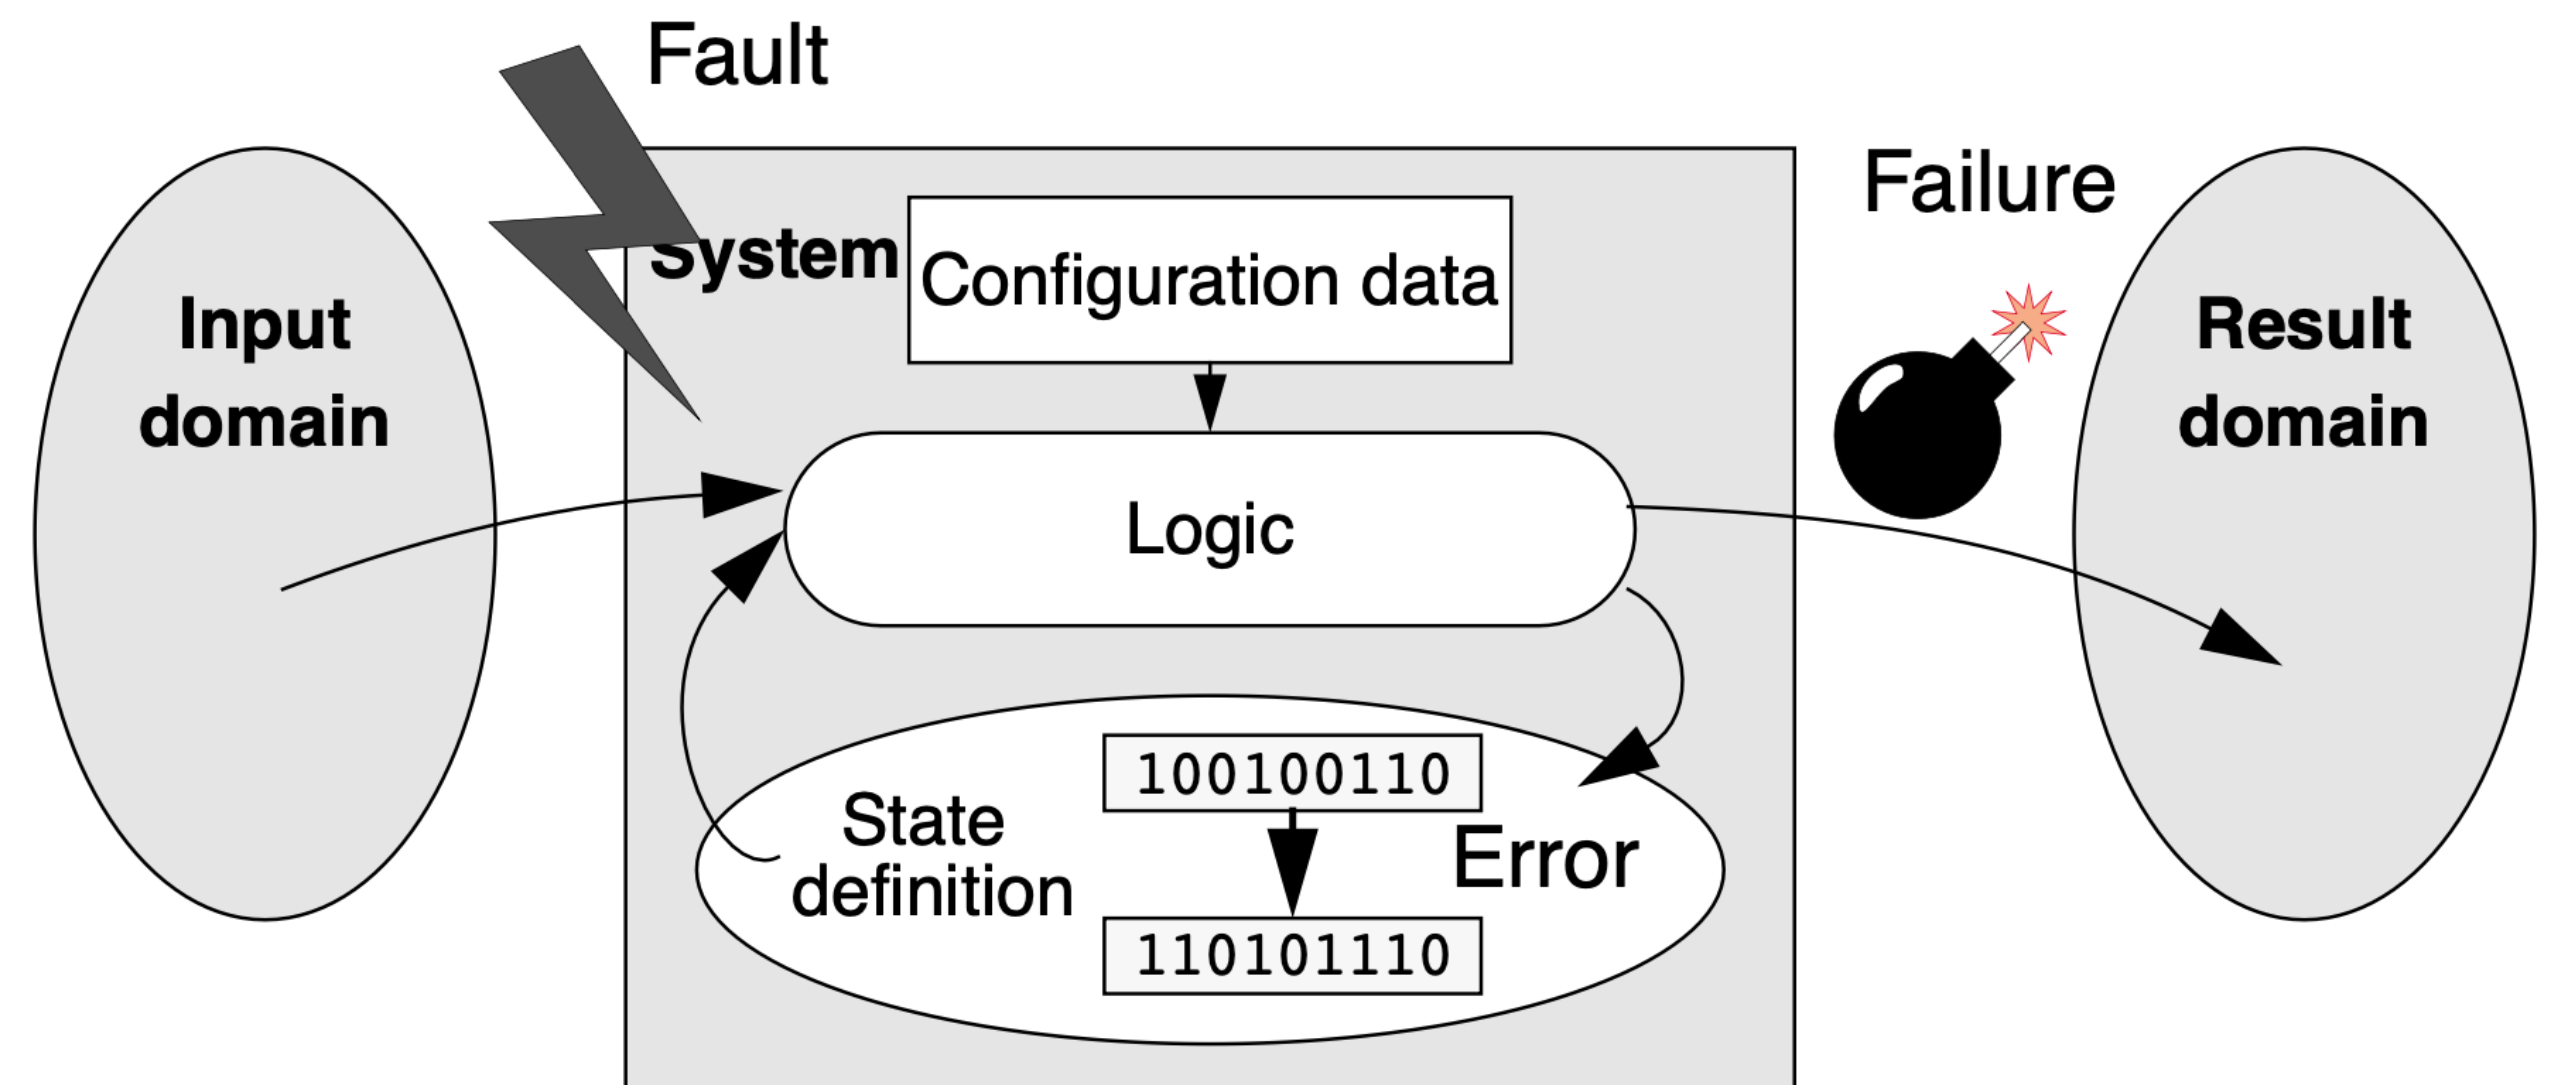 Fault
Failure
System
Configuration data
Input
domain
Result
domain
Logic
100100110
State
definition
Error
110101110